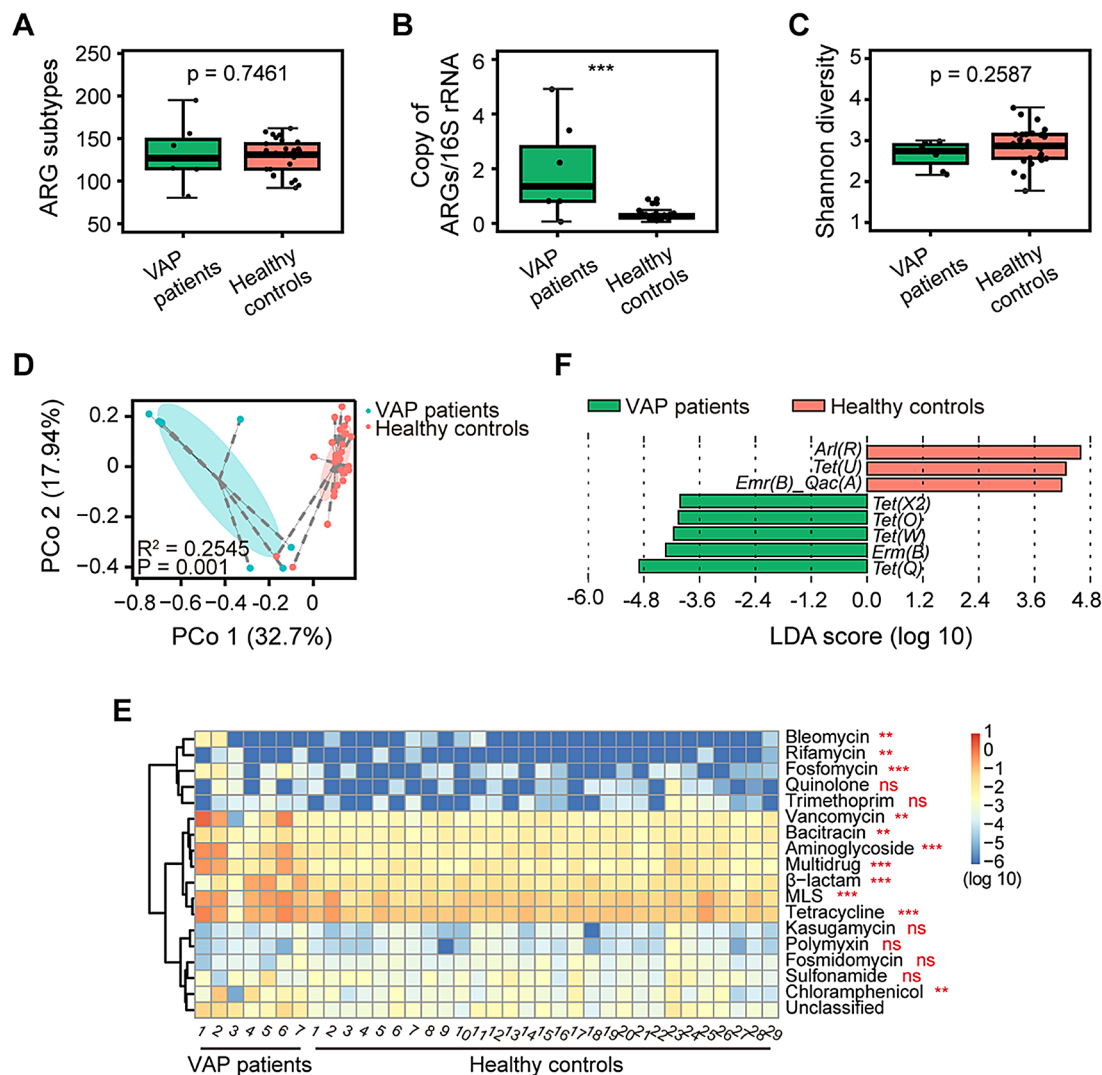 A
ARG subtypes
250
200
150
100
50
p = 0.7461
VAP
patients
Healthy
controls
B
Copy of
ARGs/16S rRNA
6
4
2
0
***
VAP
patients
Healthy
controls
C
Shannon diversity
5
4
3
2
1
p = 0.2587
VAP
patients
Healthy
controls
D
PCo 2 (17.94%)
0.2
0
−0.2
−0.4
R² = 0.2545
P = 0.001
−0.8 −0.6 −0.4 −0.2 0
PCo 1 (32.7%)
VAP patients
Healthy controls
F
VAP patients
Healthy controls
Arl(R)
Tet(U)
Emr(B)_Qac(A)
Tet(X2)
Tet(O)
Tet(W)
Erm(B)
Tet(Q)
-6.0 -4.8 -3.6 -2.4 -1.2 0.0 1.2 2.4 3.6 4.8
LDA score (log 10)
E
Bleomycin **
Rifamycin **
Fosfomycin ***
Quinolone ns
Trimethoprim ns
Vancomycin **
Bacitracin **
Aminoglycoside ***
Multidrug ***
β−lactam ***
MLS ***
Tetracycline ***
Kasugamycin ns
Polymyxin ns
Fosmidomycin ns
Sulfonamide ns
Chloramphenicol **
Unclassified
1
0
−1
−2
−3
−4
−5
−6
(log 10)
1 2 3 4 5 6 7 1 2 3 4 5 6 7 8 9 10 11 12 13 14 15 16 17 18 19 20 21 22 23 24 25 26 27 28 29
VAP patients
Healthy controls